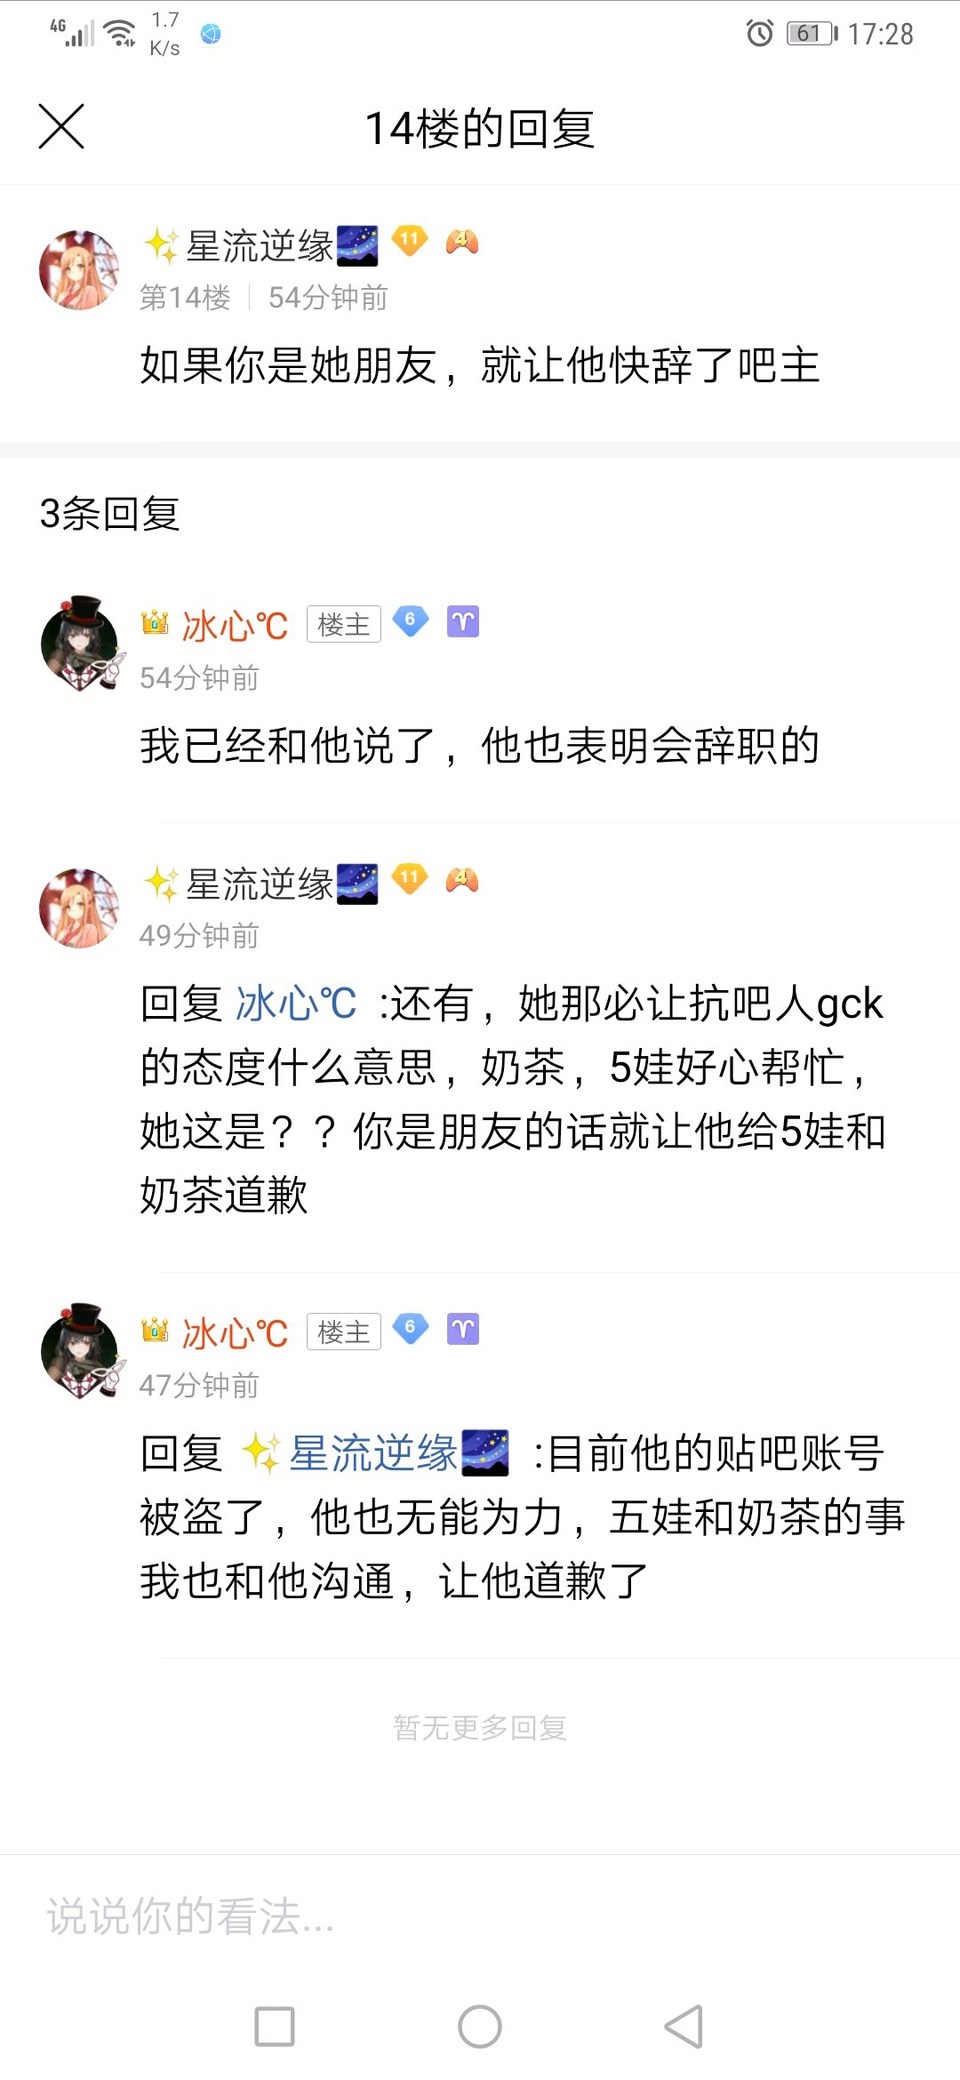 4G 1.7 K/s 61 17:28
14楼的回复
✨星流逆缘🌌 11 4
第14楼 | 54分钟前
如果你是她朋友，就让他快辞了吧主
3条回复
冰心℃ 楼主 6 ♈
54分钟前
我已经和他说了，他也表明会辞职的
✨星流逆缘🌌 11 4
49分钟前
回复 冰心℃ :还有，她那必让抗吧人gck
的态度什么意思，奶茶，5娃好心帮忙，
她这是？？你是朋友的话就让他给5娃和
奶茶道歉
冰心℃ 楼主 6 ♈
47分钟前
回复 ✨星流逆缘🌌 :目前他的贴吧账号
被盗了，他也无能为力，五娃和奶茶的事
我也和他沟通，让他道歉了
暂无更多回复
说说你的看法...